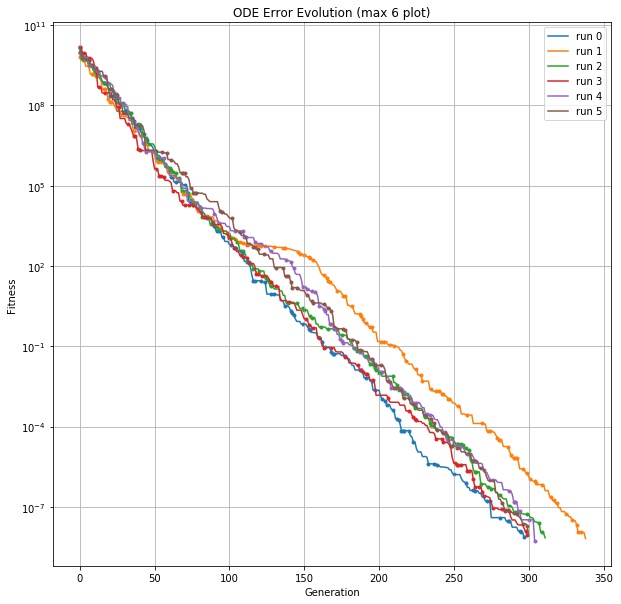 ODE Error Evolution (max 6 plot)
10^11
10^8
10^5
10^2
10^-1
10^-4
10^-7
Fitness
run 0
run 1
run 2
run 3
run 4
run 5
0 50 100 150 200 250 300 350
Generation